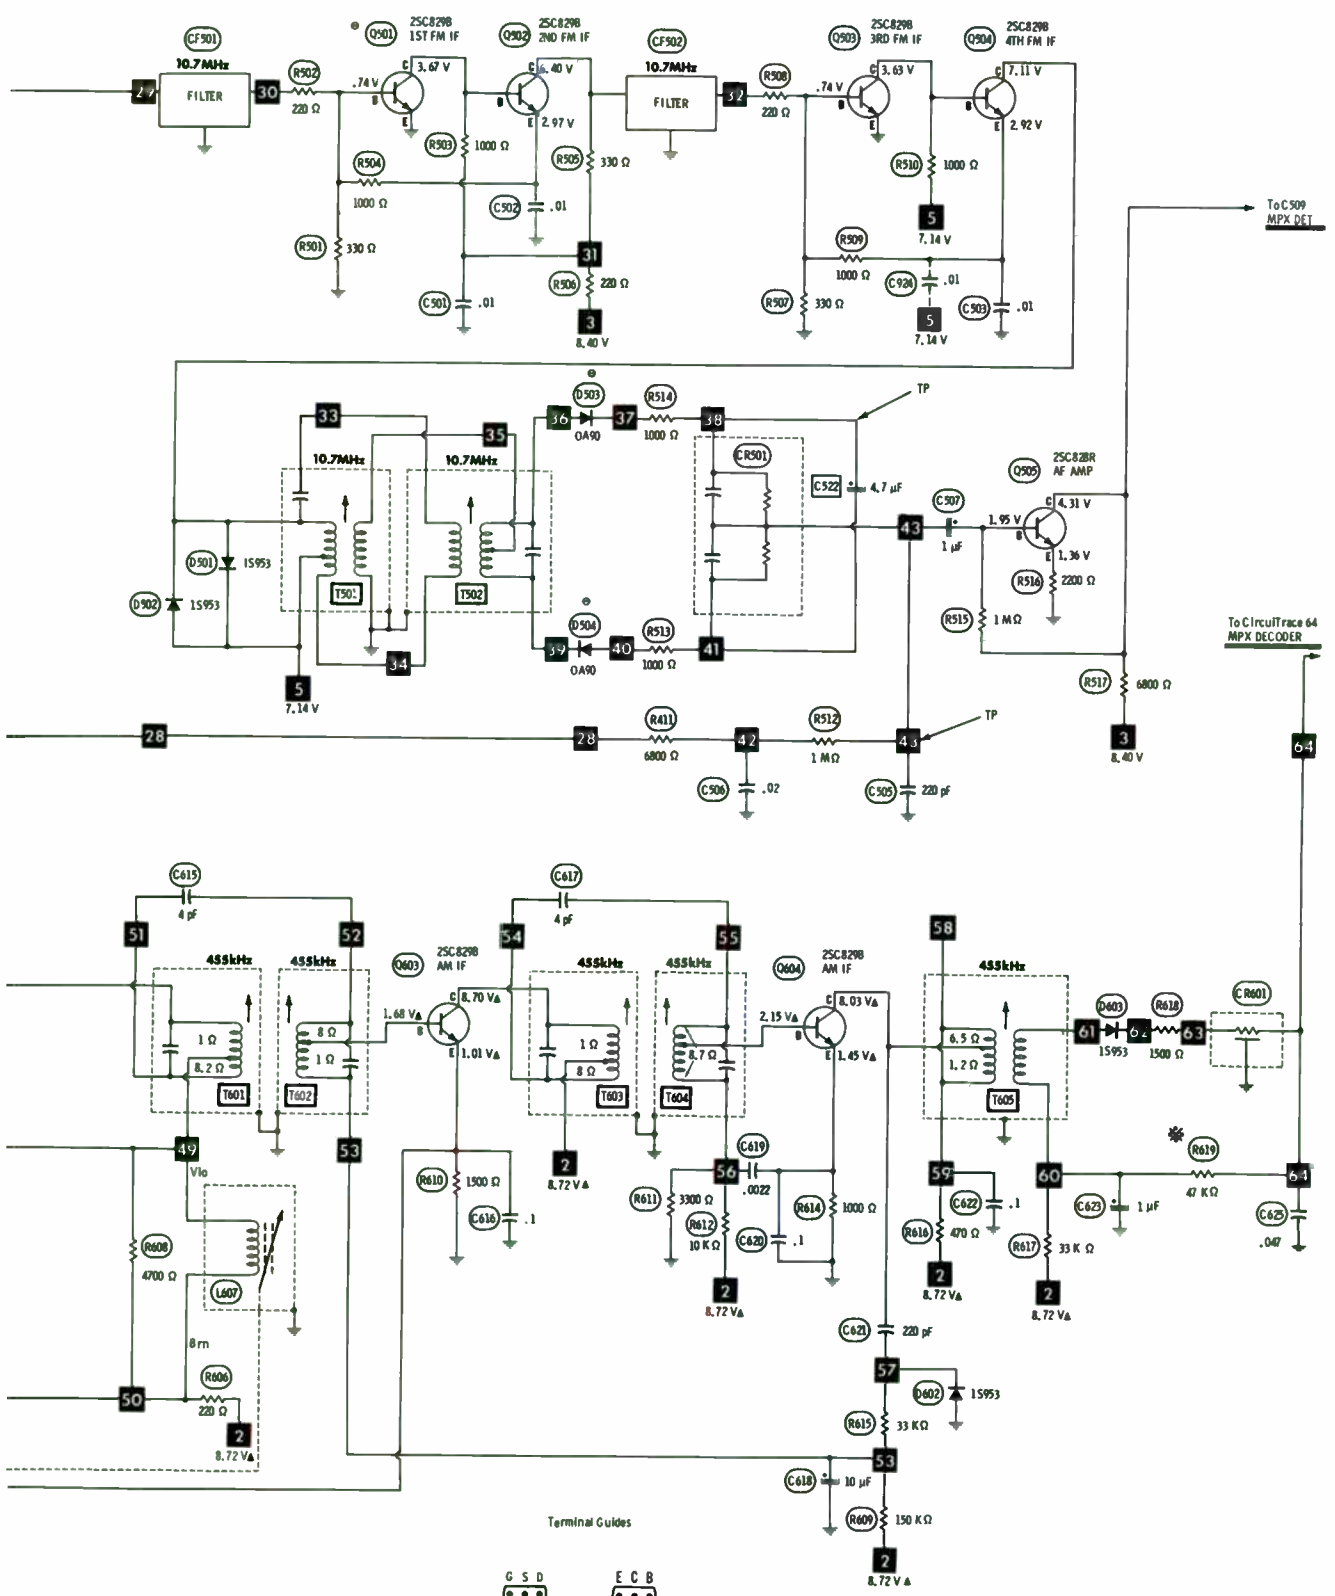 CF501
10.7MHz
27
FILTER
30
R502
220 Ω
Q501
2SC829B
1ST FM IF
C
3.67 V
.74 V
B
E
Q502
2SC829B
2ND FM IF
C
6.40 V
B
E
2.97 V
R503
1000 Ω
R504
1000 Ω
R501
330 Ω
C502
.01
R505
330 Ω
31
R506
220 Ω
3
8.40 V
C501
.01
CF502
10.7MHz
FILTER
32
R508
220 Ω
Q503
2SC829B
3RD FM IF
C
3.63 V
.74 V
B
E
Q504
2SC829B
4TH FM IF
C
7.11 V
B
E
2.92 V
R510
1000 Ω
5
7.14 V
R509
1000 Ω
R507
330 Ω
C924
.01
5
7.14 V
C503
.01
To C509
MPX DET
33
35
10.7MHz
10.7MHz
D501
1S953
D502
1S953
T501
T502
34
5
7.14 V
36
D503
OA90
37
R514
1000 Ω
38
TP
CR501
C522
4.7 µF
39
D504
OA90
40
R513
1000 Ω
41
43
C507
1 µF
Q505
2SC828R
AF AMP
C
4.31 V
1.95 V
B
E
1.36 V
R516
2200 Ω
R515
1 MΩ
R517
6800 Ω
3
8.40 V
To CircuiTrace 64
MPX DECODER
64
28
28
R411
6800 Ω
42
R512
1 MΩ
43
TP
C506
.02
C505
220 pF
C615
4 pF
51
52
455kHz
455kHz
1 Ω
8.2 Ω
T601
8 Ω
1 Ω
T602
49
Vio
53
Q603
2SC829B
AM IF
C
8.70 V▲
1.68 V▲
B
E
1.01 V▲
R610
1500 Ω
C616
.1
C617
4 pF
54
55
455kHz
455kHz
1 Ω
8 Ω
T603
8.7 Ω
T604
2
8.72 V▲
56
C619
.0022
R611
3300 Ω
R612
10 K Ω
2
8.72 V▲
C620
.1
R614
1000 Ω
Q604
2SC829B
AM IF
C
8.03 V▲
2.15 V▲
B
E
1.45 V▲
58
455kHz
6.5 Ω
1.2 Ω
T605
61
D603
1S953
62
R618
1500 Ω
63
CR601
59
C622
.1
R616
470 Ω
2
8.72 V▲
60
R617
33 K Ω
2
8.72 V▲
C623
1 µF
R619
47 KΩ
64
C625
.047
R608
4700 Ω
L607
Brn
50
R606
220 Ω
2
8.72 V▲
C621
220 pF
57
D602
1S953
R615
33 KΩ
53
C618
10 µF
R609
150 KΩ
2
8.72 V▲
Terminal Guides
G S D
E C B